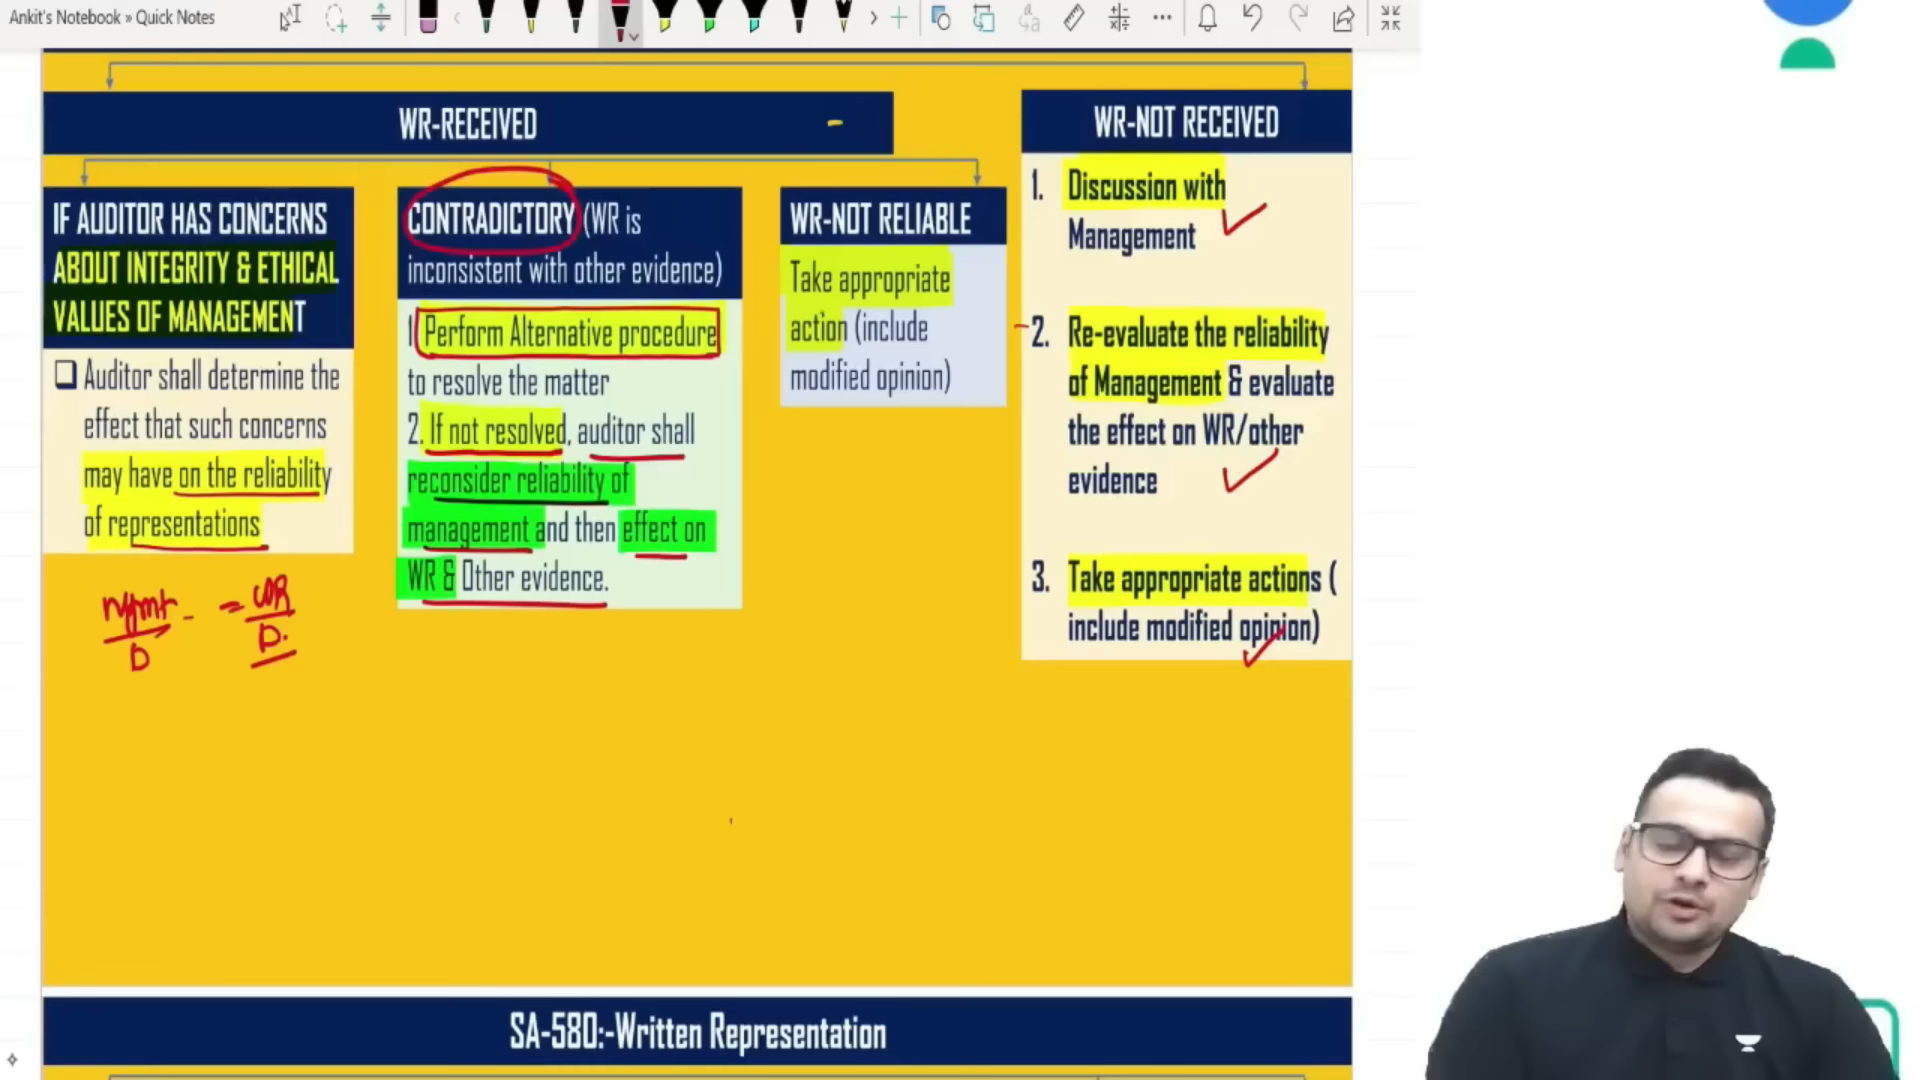 Ankit's Notebook » Quick Notes
WR-RECEIVED
WR-NOT RECEIVED
IF AUDITOR HAS CONCERNS
ABOUT INTEGRITY & ETHICAL
VALUES OF MANAGEMENT
❑ Auditor shall determine the
effect that such concerns
may have on the reliability
of representations
Mgmt
D
= WR
D.
CONTRADICTORY (WR is
inconsistent with other evidence)
1 Perform Alternative procedure
to resolve the matter
2. If not resolved, auditor shall
reconsider reliability of
management and then effect on
WR & Other evidence.
WR-NOT RELIABLE
Take appropriate
action (include
modified opinion)
1. Discussion with
Management
2. Re-evaluate the reliability
of Management & evaluate
the effect on WR/other
evidence
3. Take appropriate actions (
include modified opinion)
SA-580:-Written Representation